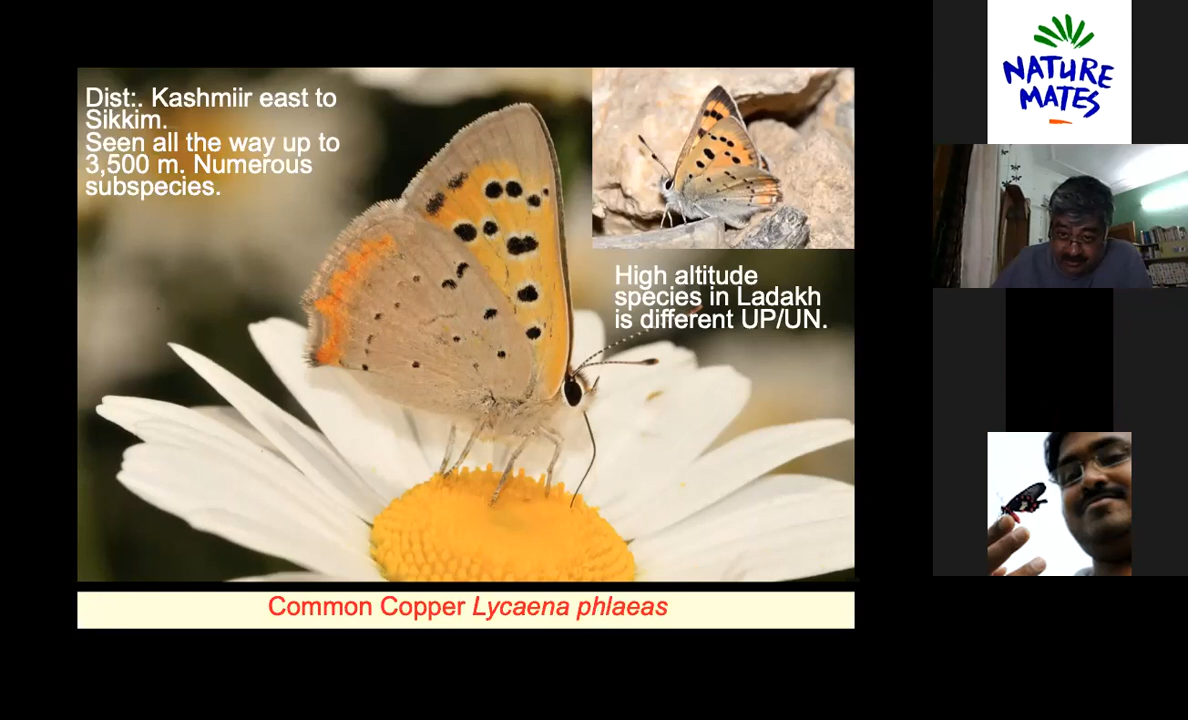 Dist:. Kashmiir east to
Sikkim.
Seen all the way up to
3,500 m. Numerous
subspecies.
High altitude
species in Ladakh
is different UP/UN.
Common Copper Lycaena phlaeas
NATURE
MATES